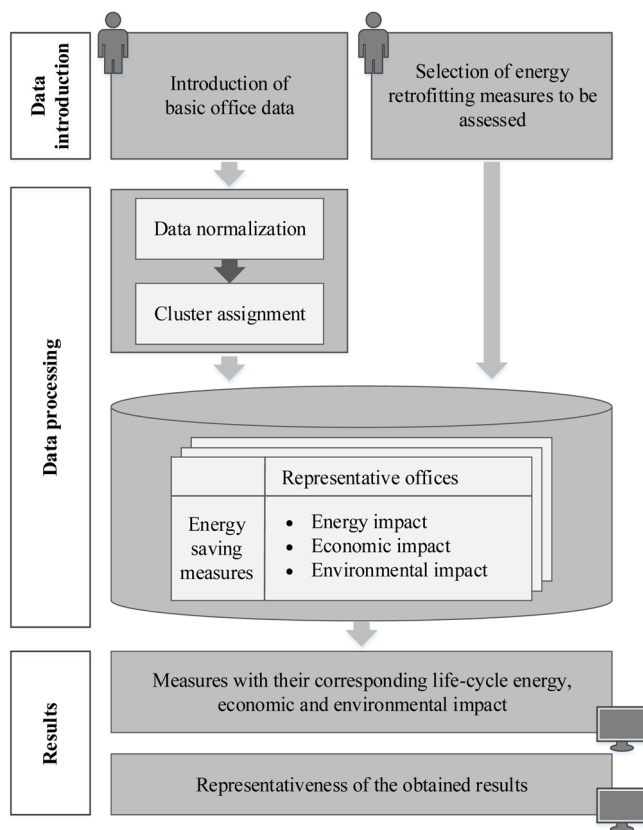 Data
introduction
Introduction of
basic office data
Selection of energy
retrofitting measures to be
assessed
Data processing
Data normalization
Cluster assignment
Representative offices
Energy
saving
measures
• Energy impact
• Economic impact
• Environmental impact
Results
Measures with their corresponding life-cycle energy,
economic and environmental impact
Representativeness of the obtained results